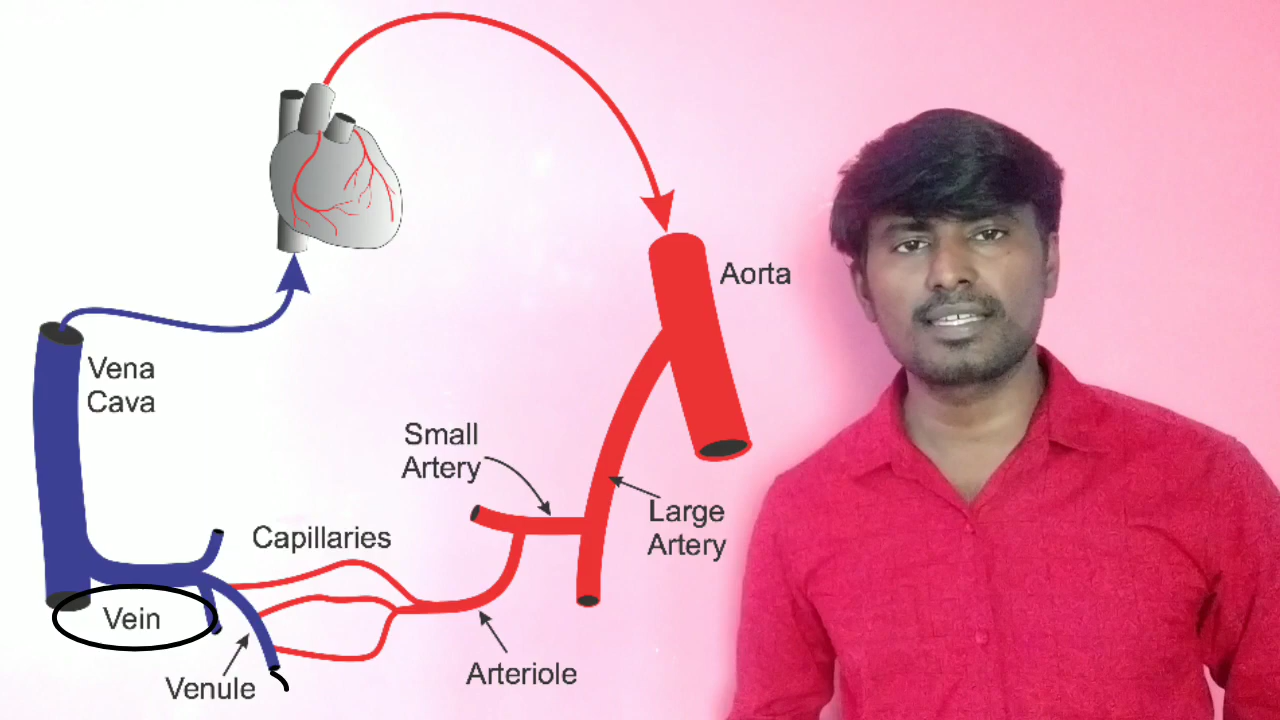 Aorta
Vena
Cava
Small
Artery
Large
Artery
Capillaries
Vein
Arteriole
Venule